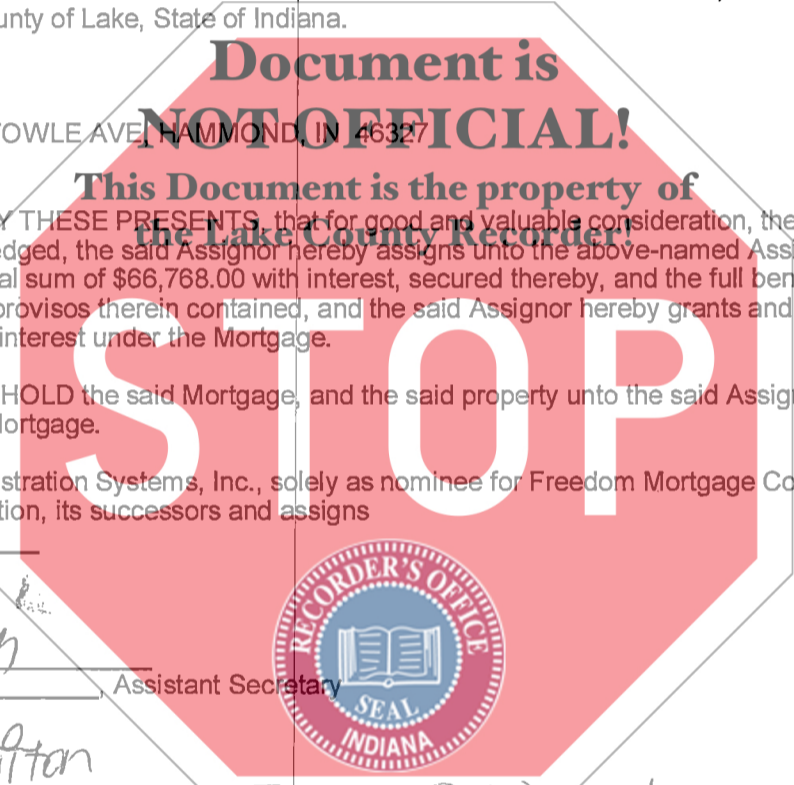 unty of Lake, State of Indiana.
Document is
NOT OFFICIAL!
OWLE AVE, HAMMOND, IN 46327
This Document is the property of
the Lake County Recorder!
Y THESE PRESENTS, that for good and valuable consideration, the
dged, the said Assignor hereby assigns unto the above-named Assi
al sum of $66,768.00 with interest, secured thereby, and the full ben
provisos therein contained, and the said Assignor hereby grants and
interest under the Mortgage.
STOP
HOLD the said Mortgage, and the said property unto the said Assig
ortgage.
stration Systems, Inc., solely as nominee for Freedom Mortgage Co
tion, its successors and assigns
RECORDER'S OFFICE
, Assistant Secretary
SEAL
INDIANA